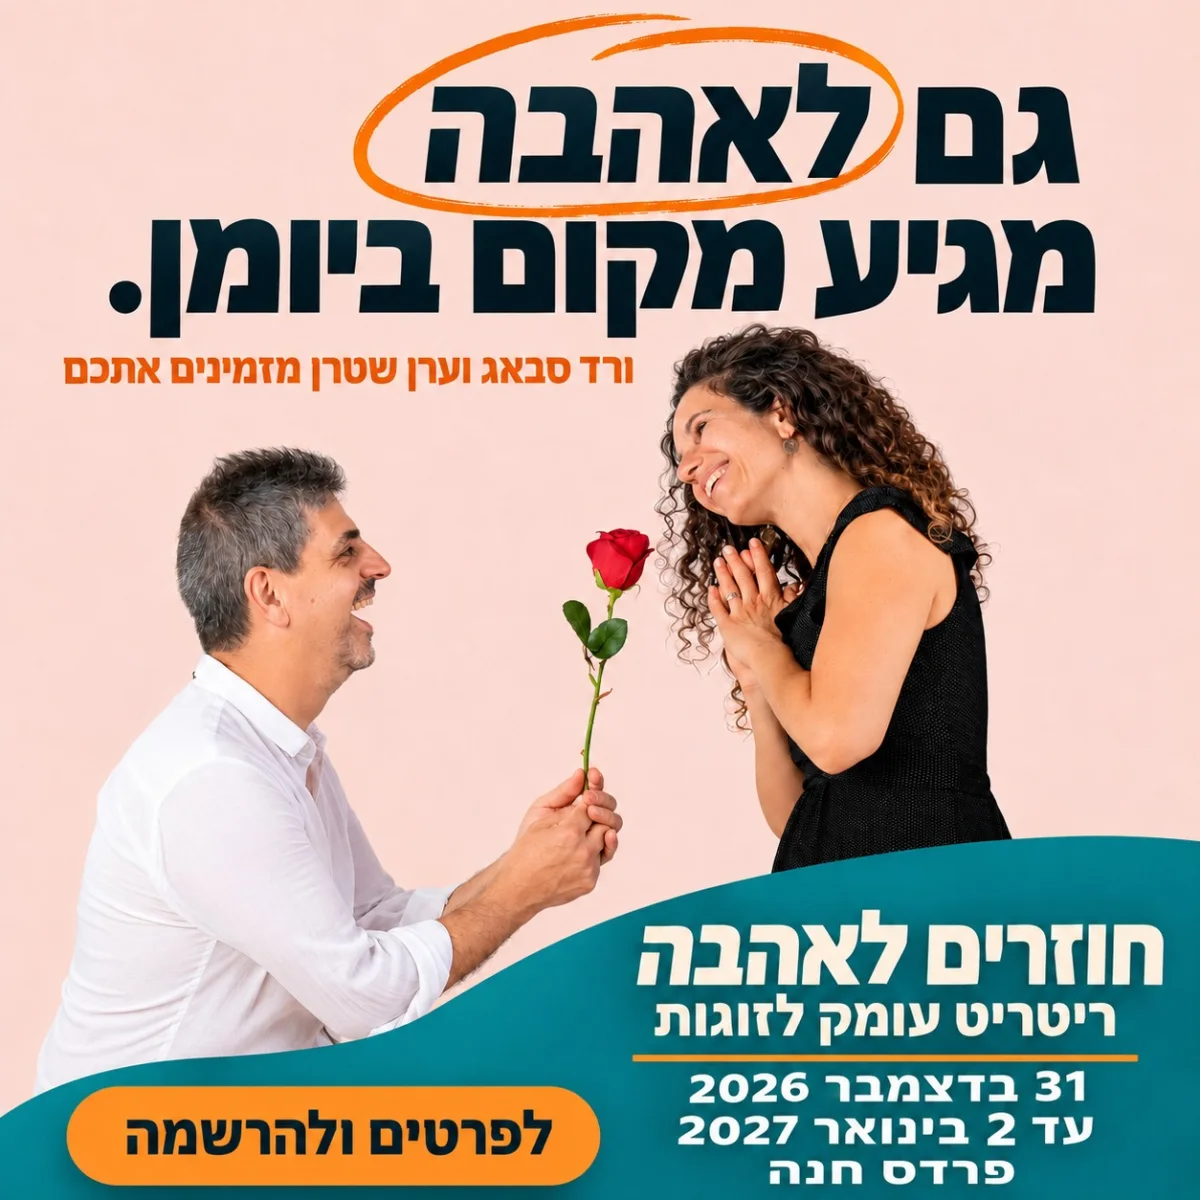 גם לאהבה
מגיע מקום ביומן.
ורד סבאג וערן שטרן מזמינים אתכם
חוזרים לאהבה
ריטריט עומק לזוגות
31 בדצמבר 2026
עד 2 בינואר 2027
פרדס חנה
לפרטים ולהרשמה